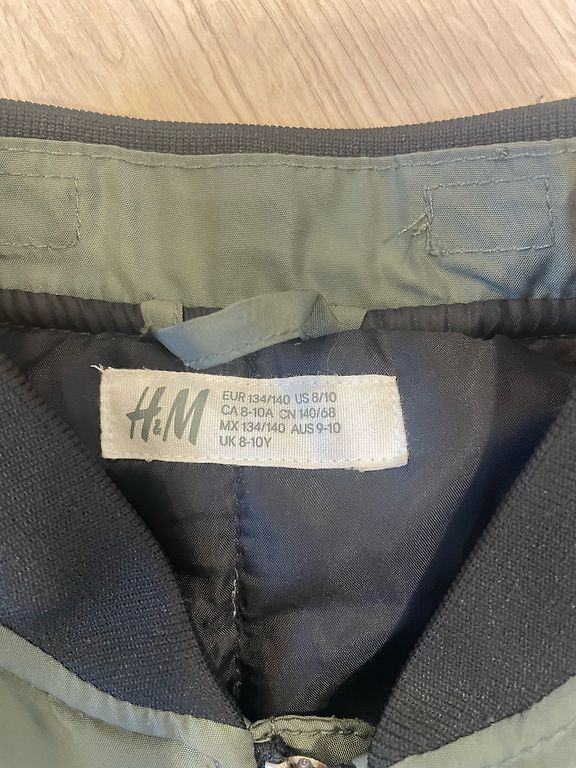 H&M
EUR 134/140 US 8/10
CA 8-10A CN 140/68
MX 134/140 AUS 9-10
UK 8-10Y